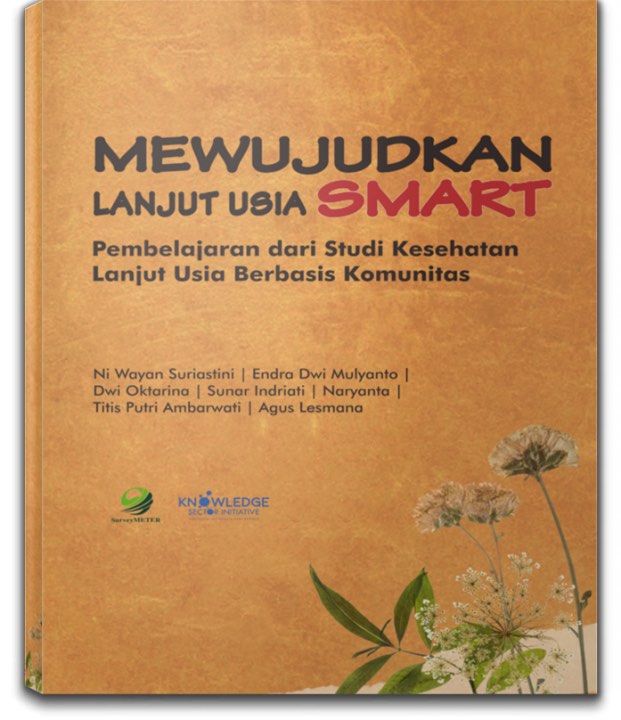 MEWUJUDKAN
LANJUT USIA SMART
Pembelajaran dari Studi Kesehatan
Lanjut Usia Berbasis Komunitas
Ni Wayan Suriastini | Endra Dwi Mulyanto |
Dwi Oktarina | Sunar Indriati | Naryanta |
Titis Putri Ambarwati | Agus Lesmana
SurveyMETER
KNOWLEDGE
SECTOR INITIATIVE